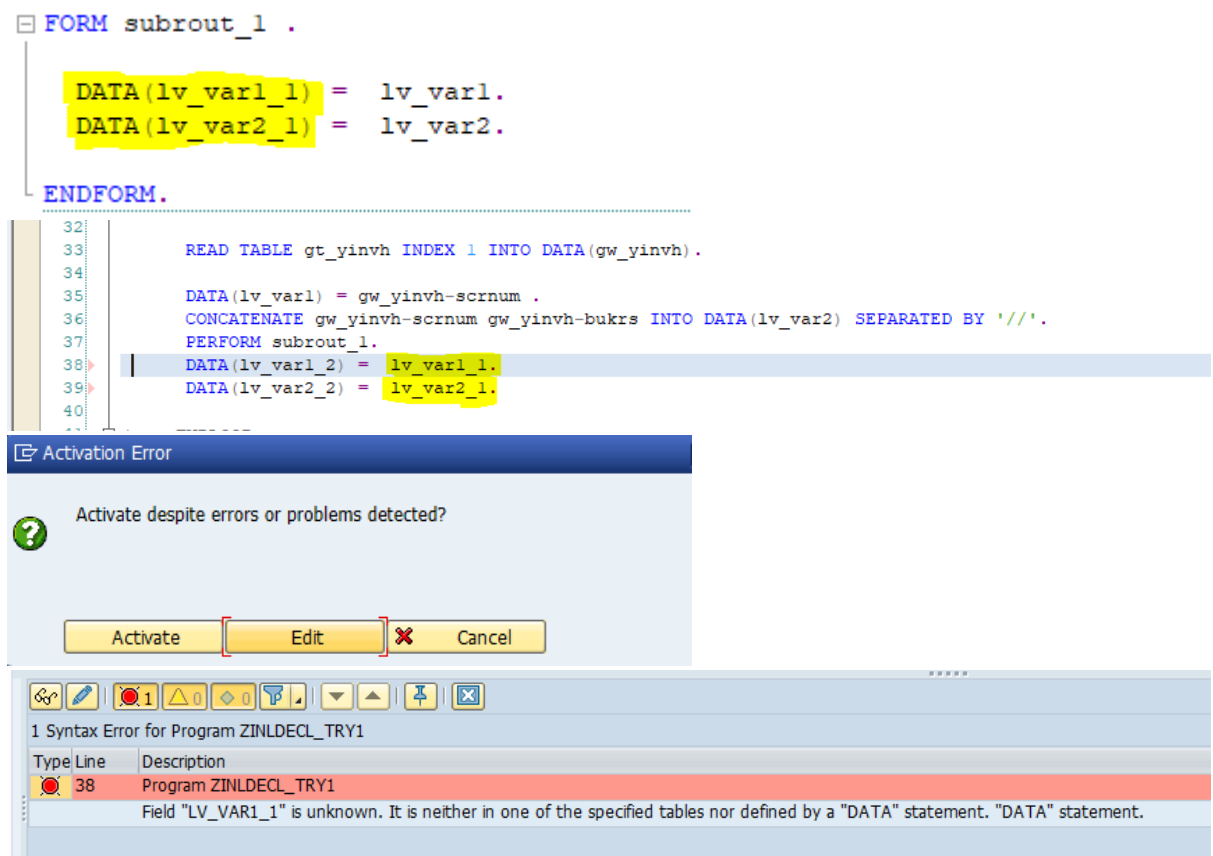 FORM subrout_1 .
DATA(lv_var1_1) = lv_var1.
DATA(lv_var2_1) = lv_var2.
ENDFORM.
32
33 READ TABLE gt_yinvh INDEX 1 INTO DATA(gw_yinvh).
34
35 DATA(lv_var1) = gw_yinvh-scrnum .
36 CONCATENATE gw_yinvh-scrnum gw_yinvh-bukrs INTO DATA(lv_var2) SEPARATED BY '//'.
37 PERFORM subrout_1.
38 DATA(lv_var1_2) = lv_var1_1.
39 DATA(lv_var2_2) = lv_var2_1.
40
Activation Error
Activate despite errors or problems detected?
Activate Edit Cancel
1 0 0
1 Syntax Error for Program ZINLDECL_TRY1
Type Line Description
38 Program ZINLDECL_TRY1
Field "LV_VAR1_1" is unknown. It is neither in one of the specified tables nor defined by a "DATA" statement. "DATA" statement.